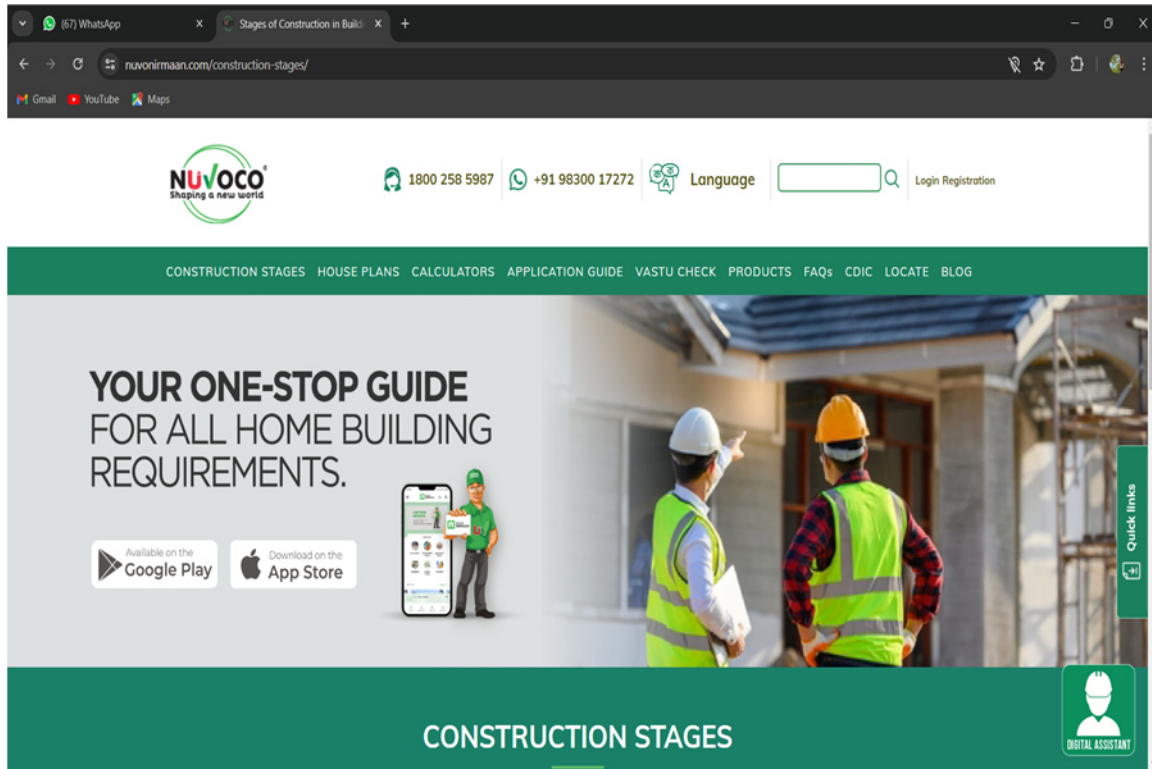 (67) WhatsApp
Stages of Construction in Build
nuvonirmaan.com/construction-stages/
Gmail YouTube Maps
NUVOCO
Shaping a new world
1800 258 5987 +91 98300 17272 Language Login Registration
CONSTRUCTION STAGES HOUSE PLANS CALCULATORS APPLICATION GUIDE VASTU CHECK PRODUCTS FAQs CDIC LOCATE BLOG
YOUR ONE-STOP GUIDE
FOR ALL HOME BUILDING
REQUIREMENTS.
Available on the
Google Play
Download on the
App Store
Quick links
DIGITAL ASSISTANT
CONSTRUCTION STAGES